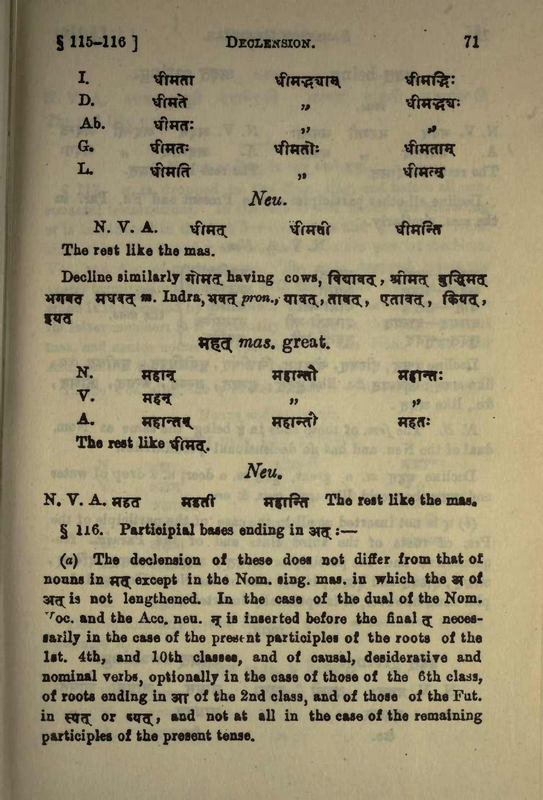 § 115–116 ] DECLENSION. 71
I. धीमता धीमद्भयाम् धीमद्भिः
D. धीमते „ धीमद्भयः
Ab. धीमतः „ „
G. धीमतः धीमतोः धीमताम्
L. धीमति „ धीमत्सु
Neu.
N. V. A. धीमत् धीमती धीमन्ति
The rest like the mas.
Decline similarly गोमत् having cows, विद्यावत्, श्रीमत् बुद्धिमत्
भगवत मघवत् m. Indra, भवत् pron., यावत्, तावत्, एतावत्, कियत्,
इयत
महत् mas. great.
N. महान् महान्तौ महान्तः
V. महन् „ „
A. महान्तम् महान्तौ महतः
The rest like धीमत्.
Neu.
N. V. A. महत महती महान्ति The rest like the mas.
§ 116. Participial bases ending in अत् :—
(a) The declension of these does not differ from that of
nouns in मत् except in the Nom. sing. mas. in which the अ of
अत् is not lengthened. In the case of the dual of the Nom.
Voc. and the Acc. neu. न् is inserted before the final त् neces-
sarily in the case of the present participles of the roots of the
1st. 4th, and 10th classes, and of causal, desiderative and
nominal verbs, optionally in the case of those of the 6th class,
of roots ending in आ of the 2nd class, and of those of the Fut.
in स्यत् or ष्यत्, and not at all in the case of the remaining
participles of the present tense.